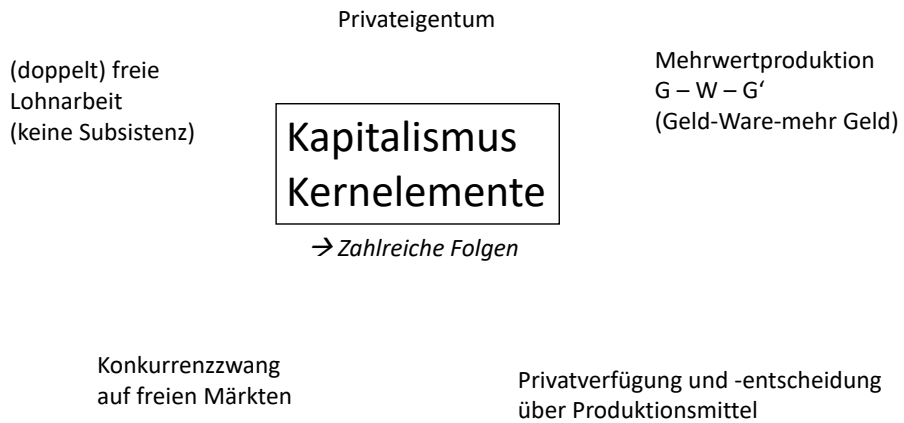 Privateigentum
(doppelt) freie
Lohnarbeit
(keine Subsistenz)
Mehrwertproduktion
G – W – G‘
(Geld-Ware-mehr Geld)
Kapitalismus
Kernelemente
→ Zahlreiche Folgen
Konkurrenzzwang
auf freien Märkten
Privatverfügung und -entscheidung
über Produktionsmittel